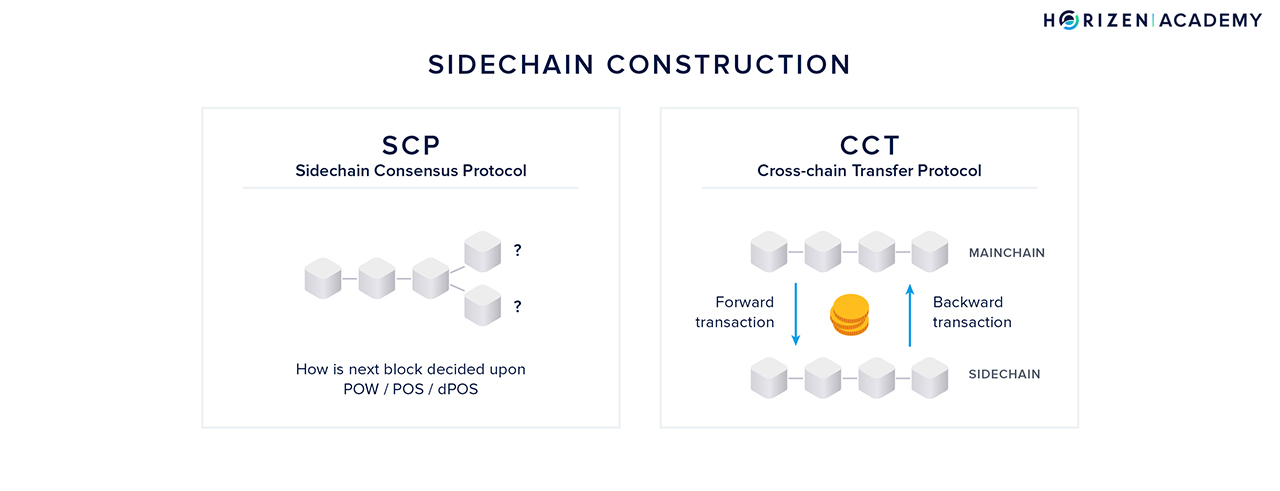 HORIZEN ACADEMY
SIDECHAIN CONSTRUCTION
SCP
Sidechain Consensus Protocol
?
?
How is next block decided upon
POW / POS / dPOS
CCT
Cross-chain Transfer Protocol
MAINCHAIN
Forward
transaction
Backward
transaction
SIDECHAIN